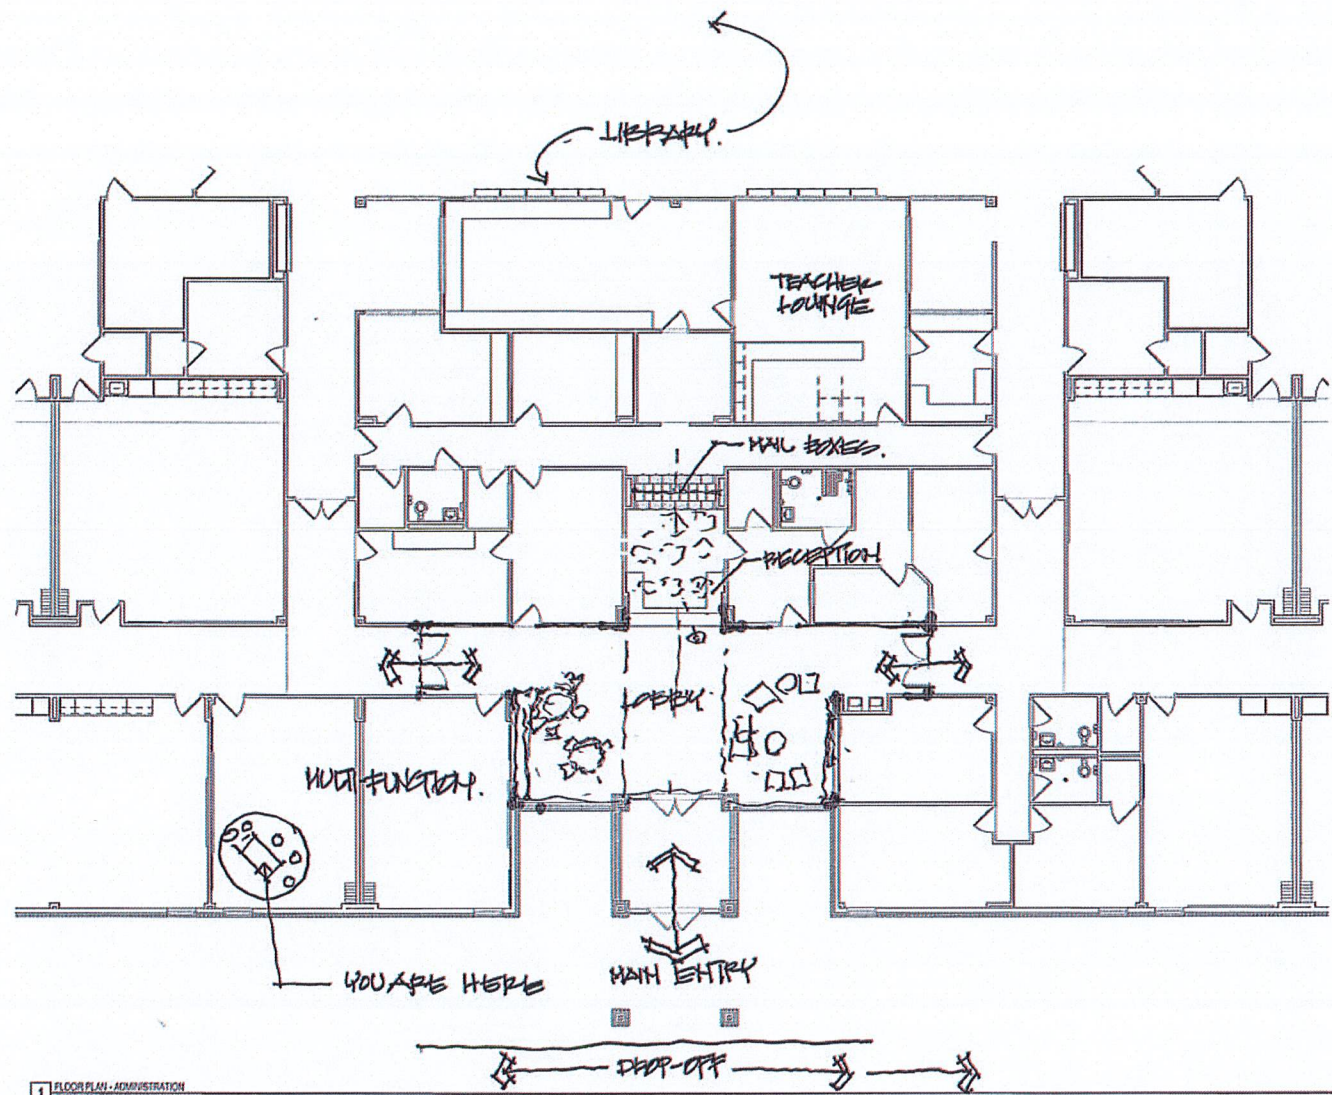 LIBRARY.
TEACHER
LOUNGE
MAIL BOXES.
RECEPTION
LOBBY.
MULTI-FUNCTION.
YOU ARE HERE
MAIN ENTRY
DROP-OFF
1 FLOOR PLAN - ADMINISTRATION